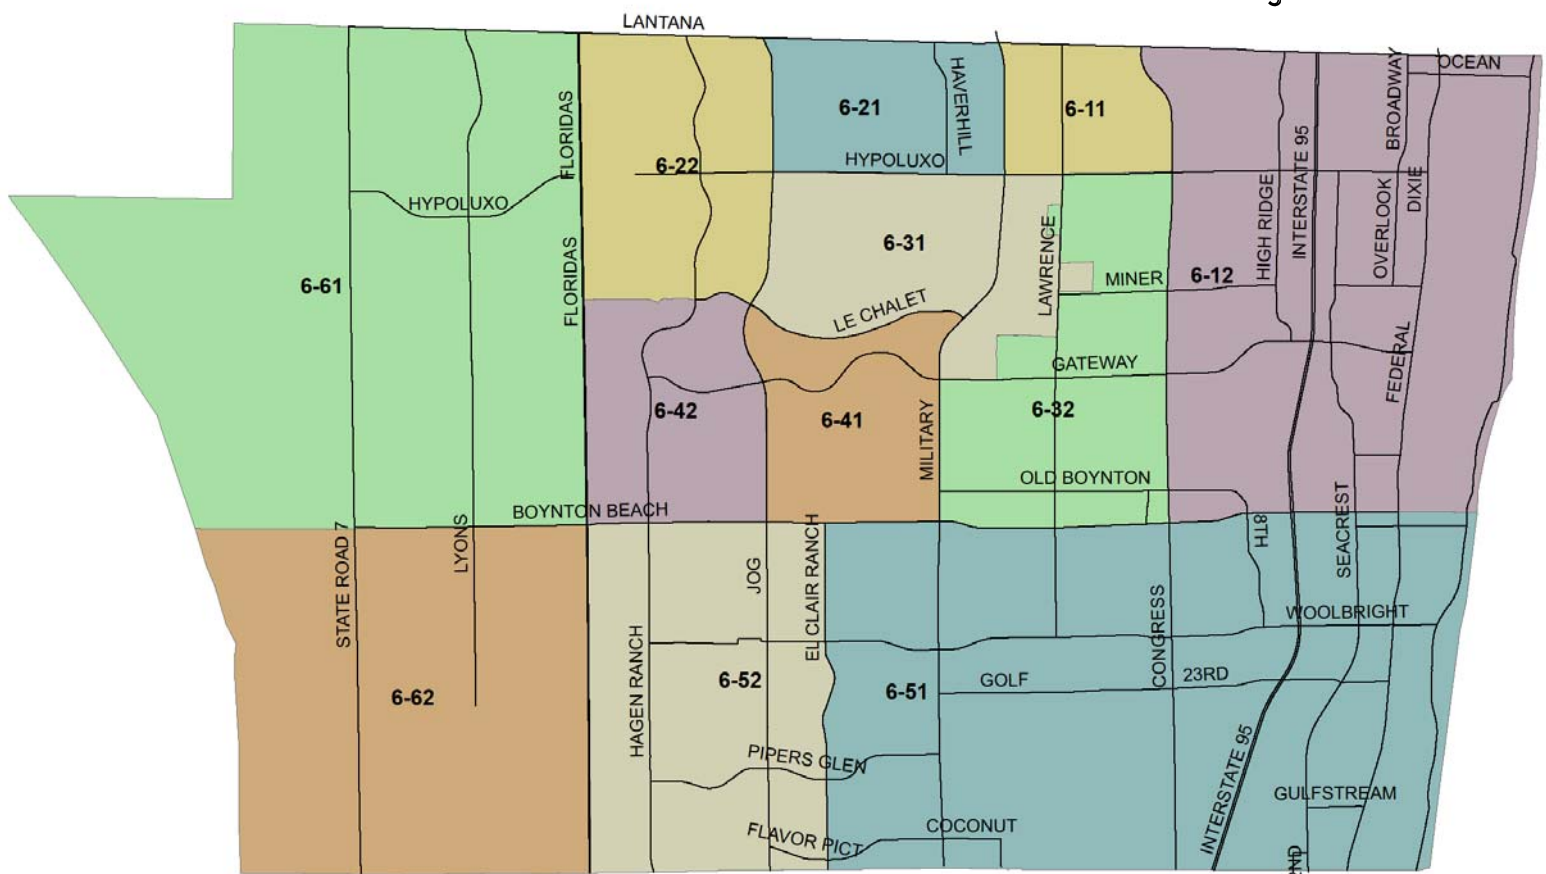 LANTANA
OCEAN
BROADWAY
HAVERHILL
FLORIDAS
6-21
6-11
INTERSTATE 95
HYPOLUXO
6-22
DIXIE
HIGH RIDGE
OVERLOOK
HYPOLUXO
6-31
LAWRENCE
FLORIDAS
6-61
MINER
6-12
LE CHALET
FEDERAL
GATEWAY
6-42
6-41
MILITARY
6-32
OLD BOYNTON
BOYNTON BEACH
STATE ROAD 7
LYONS
EL CLAIR RANCH
8TH
SEACREST
JOG
CONGRESS
WOOLBRIGHT
HAGEN RANCH
6-62
6-52
6-51
GOLF
23RD
PIPERS GLEN
INTERSTATE 95
GULFSTREAM
FLAVOR PICT
COCONUT